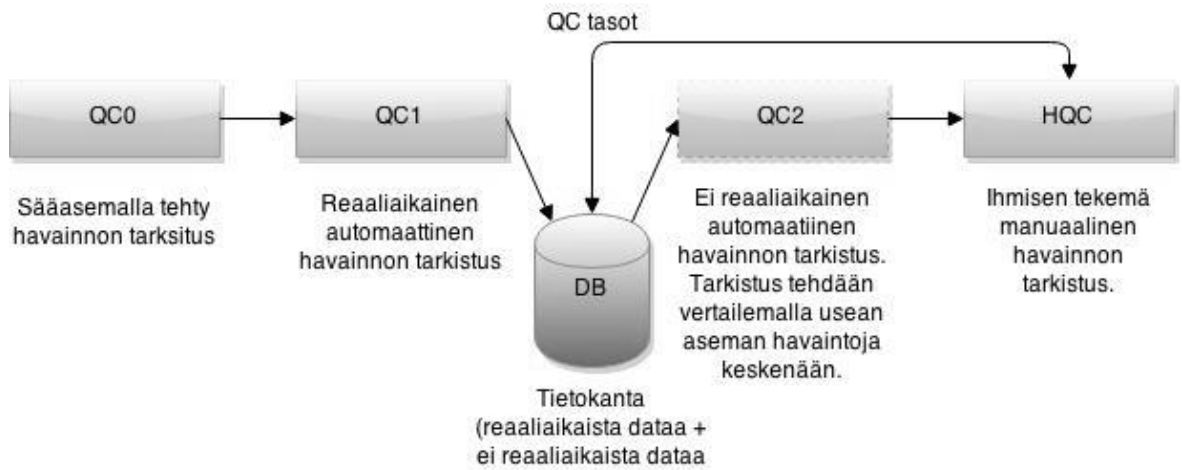 QC tasot
QC0
Sääasemalla tehty
havainnon tarksitus
QC1
Reaaliaikainen
automaattinen
havainnon tarkistus
DB
Tietokanta
(reaaliaikaista dataa +
ei reaaliaikaista dataa
QC2
Ei reaaliaikainen
automaatiinen
havainnon tarkistus.
Tarkistus tehdään
vertailemalla usean
aseman havaintoja
keskenään.
HQC
Ihmisen tekemä
manuaalinen
havainnon
tarkistus.